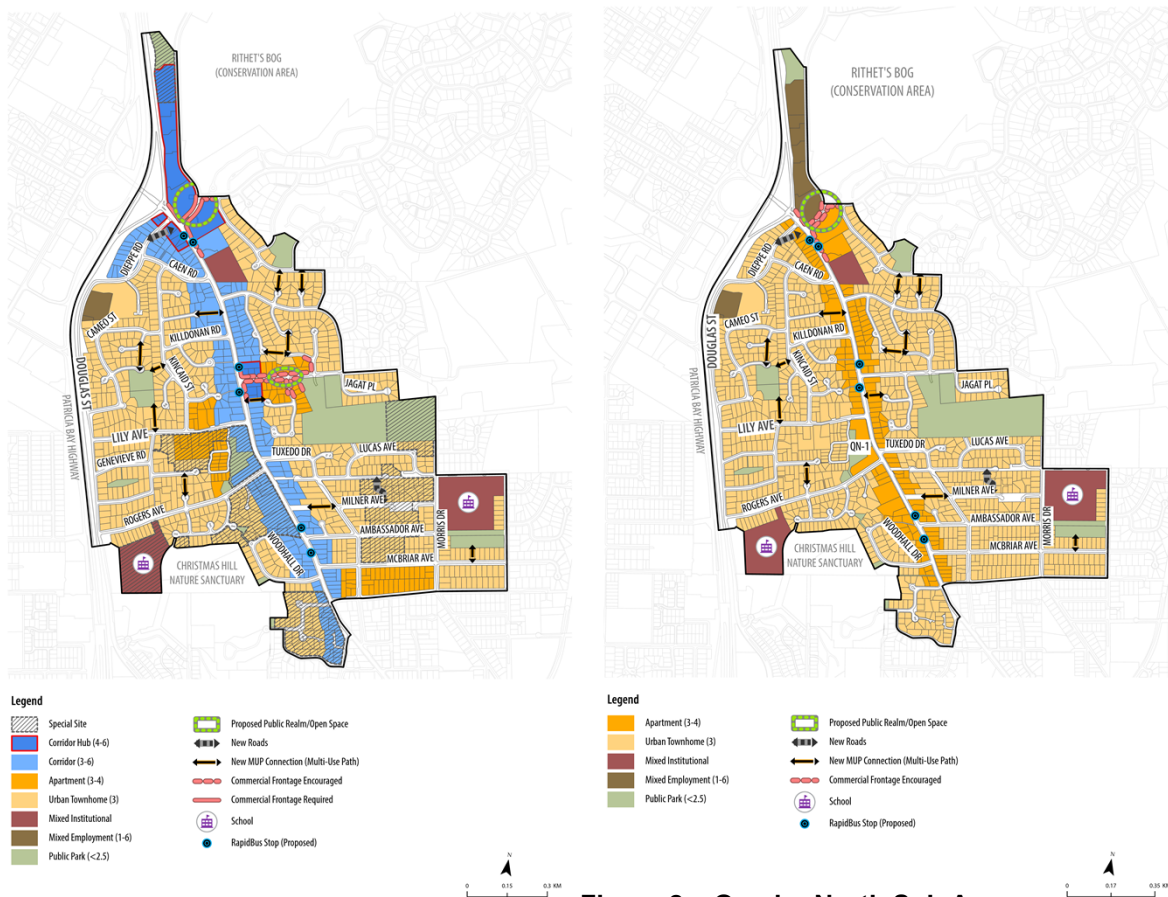 RITHET'S BOG
(CONSERVATION AREA)
DIEPPE RD
CAEN RD
CAMEO ST
KILLDONAN RD
KINCAID ST
DOUGLAS ST
PATRICIA BAY HIGHWAY
JAGAT PL
LILY AVE
GENEVIEVE RD
TUXEDO DR
LUCAS AVE
MILNER AVE
ROGERS AVE
AMBASSADOR AVE
MORRIS DR
WOODHALL DR
MCBRIAR AVE
CHRISTMAS HILL
NATURE SANCTUARY
Legend
Special Site
Corridor Hub (4-6)
Corridor (3-6)
Apartment (3-4)
Urban Townhome (3)
Mixed Institutional
Mixed Employment (1-6)
Public Park (<2.5)
Proposed Public Realm/Open Space
New Roads
New MUP Connection (Multi-Use Path)
Commercial Frontage Encouraged
Commercial Frontage Required
School
RapidBus Stop (Proposed)
N
0 0.15 0.3 KM
RITHET'S BOG
(CONSERVATION AREA)
DIEPPE RD
CAEN RD
CAMEO ST
KILLDONAN RD
KINCAID ST
DOUGLAS ST
PATRICIA BAY HIGHWAY
JAGAT PL
LILY AVE
QN-1
GENEVIEVE RD
TUXEDO DR
LUCAS AVE
MILNER AVE
ROGERS AVE
AMBASSADOR AVE
MORRIS DR
WOODHALL DR
MCBRIAR AVE
CHRISTMAS HILL
NATURE SANCTUARY
Legend
Apartment (3-4)
Urban Townhome (3)
Mixed Institutional
Mixed Employment (1-6)
Public Park (<2.5)
Proposed Public Realm/Open Space
New Roads
New MUP Connection (Multi-Use Path)
Commercial Frontage Encouraged
School
RapidBus Stop (Proposed)
N
0 0.17 0.35 KM